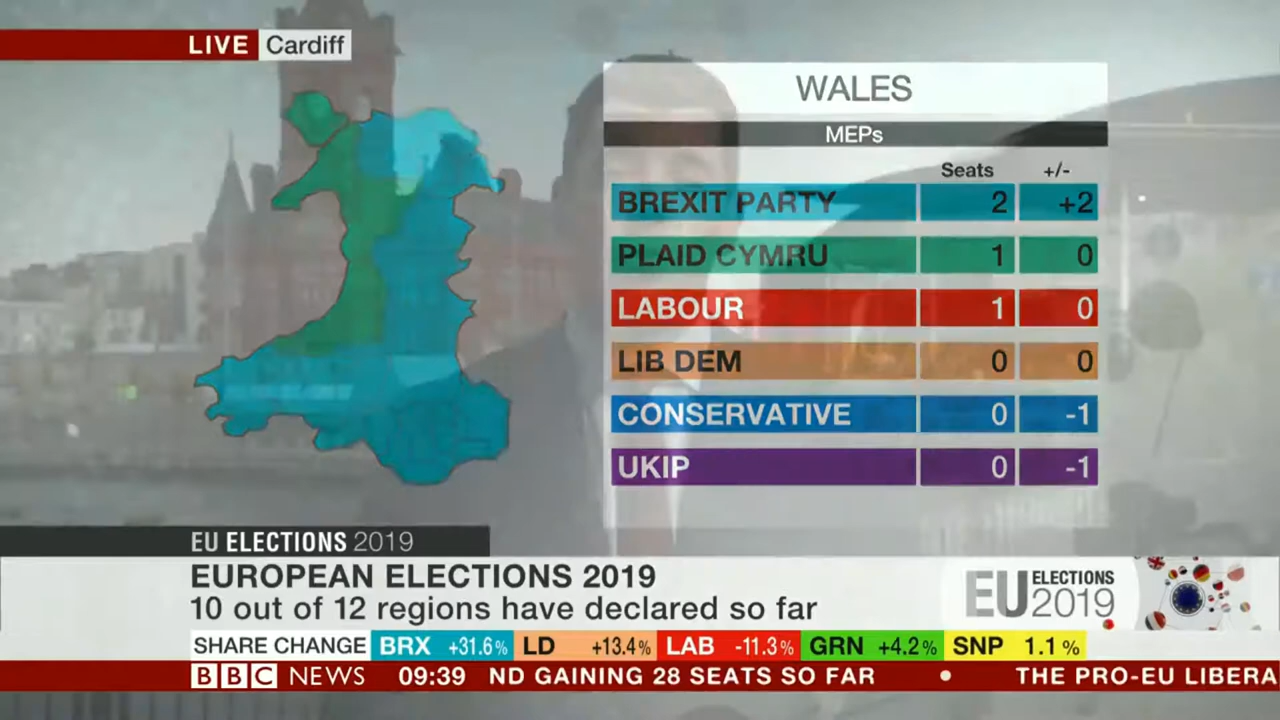 LIVE Cardiff
WALES
MEPs
Seats +/-
BREXIT PARTY 2 +2
PLAID CYMRU 1 0
LABOUR 1 0
LIB DEM 0 0
CONSERVATIVE 0 -1
UKIP 0 -1
EU ELECTIONS 2019
EUROPEAN ELECTIONS 2019
10 out of 12 regions have declared so far
EU ELECTIONS 2019
SHARE CHANGE BRX +31.6% LD +13.4% LAB -11.3% GRN +4.2% SNP 1.1%
BBC NEWS 09:39 ND GAINING 28 SEATS SO FAR • THE PRO-EU LIBERA